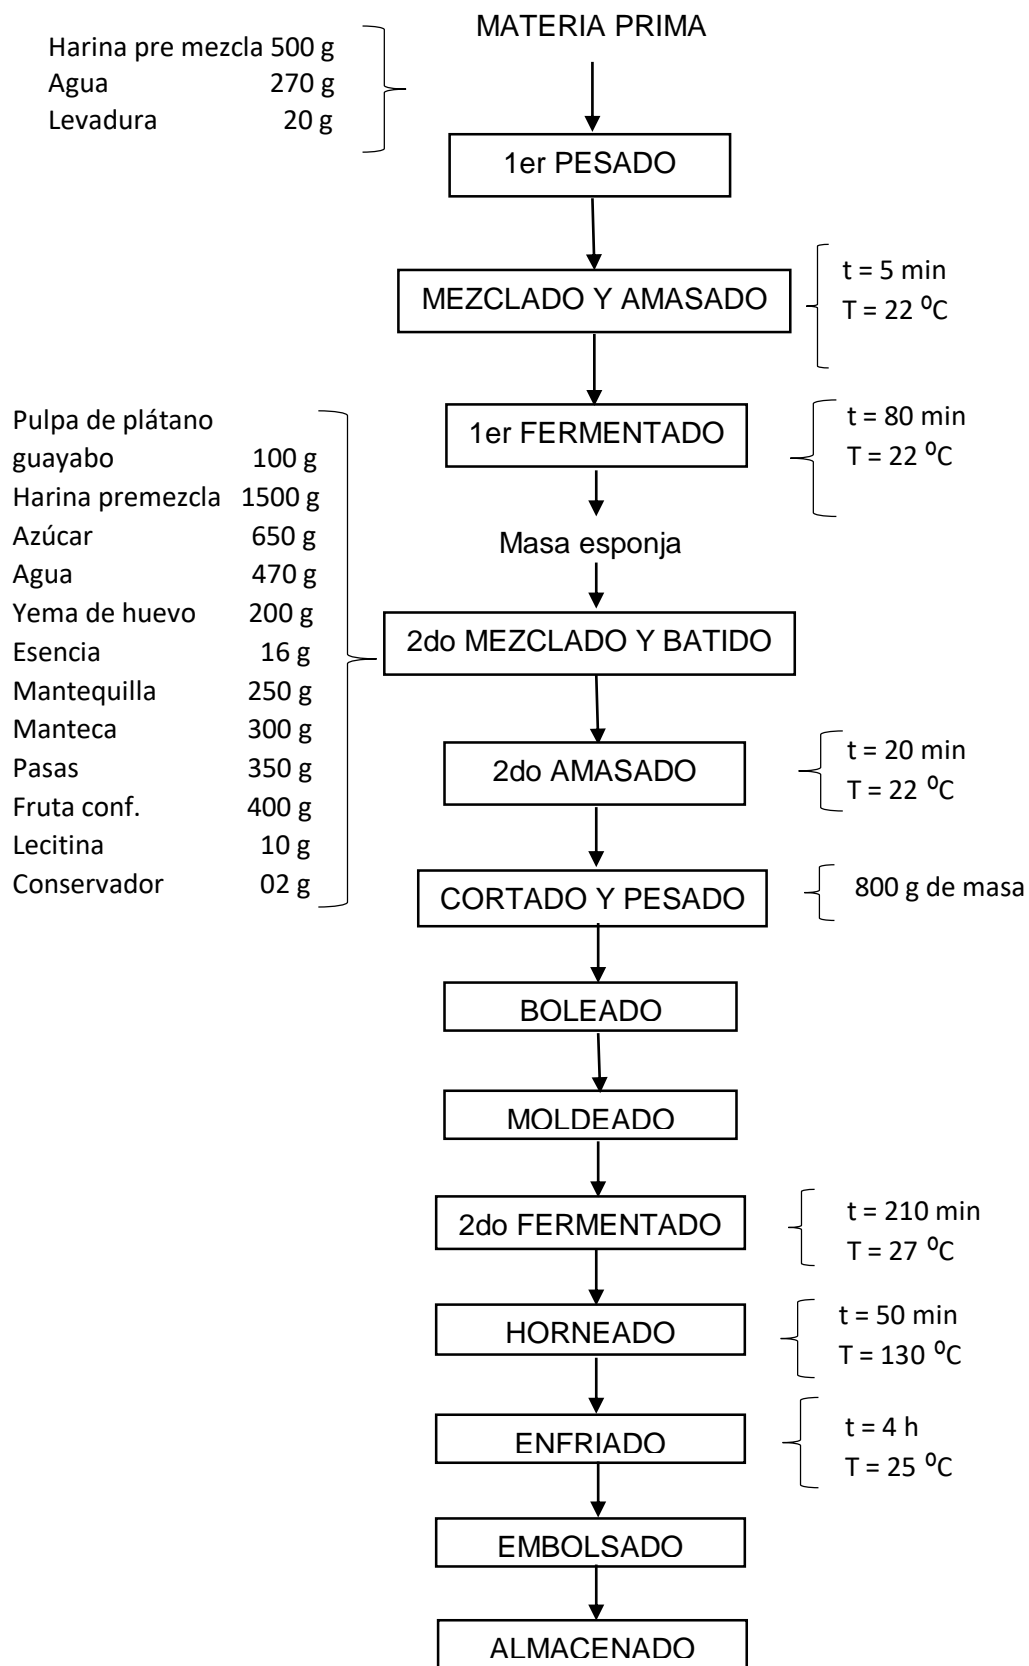 MATERIA PRIMA
Harina pre mezcla 500 g
Agua 270 g
Levadura 20 g
1er PESADO
MEZCLADO Y AMASADO
t = 5 min
T = 22 ⁰C
1er FERMENTADO
t = 80 min
T = 22 ⁰C
Masa esponja
Pulpa de plátano
guayabo 100 g
Harina premezcla 1500 g
Azúcar 650 g
Agua 470 g
Yema de huevo 200 g
Esencia 16 g
Mantequilla 250 g
Manteca 300 g
Pasas 350 g
Fruta conf. 400 g
Lecitina 10 g
Conservador 02 g
2do MEZCLADO Y BATIDO
2do AMASADO
t = 20 min
T = 22 ⁰C
CORTADO Y PESADO
800 g de masa
BOLEADO
MOLDEADO
2do FERMENTADO
t = 210 min
T = 27 ⁰C
HORNEADO
t = 50 min
T = 130 ⁰C
ENFRIADO
t = 4 h
T = 25 ⁰C
EMBOLSADO
ALMACENADO